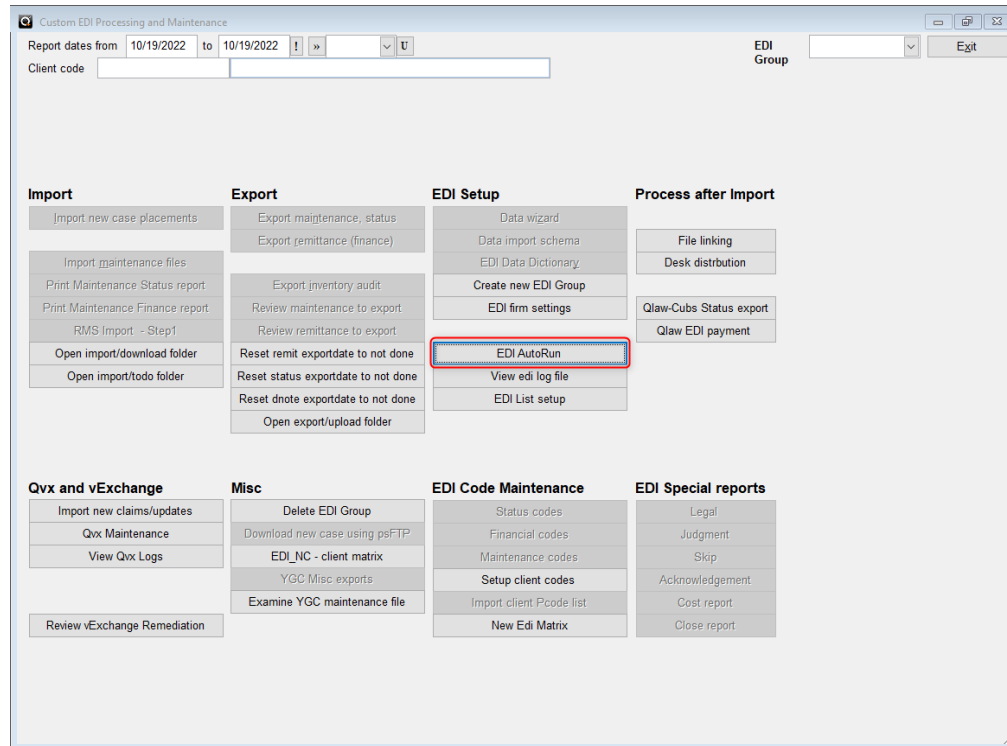 Custom EDI Processing and Maintenance
Report dates from 10/19/2022 to 10/19/2022 ! » U EDI Group Exit
Client code
Import
Import new case placements
Import maintenance files
Print Maintenance Status report
Print Maintenance Finance report
RMS Import - Step1
Open import/download folder
Open import/todo folder
Export
Export maintenance, status
Export remittance (finance)
Export inventory audit
Review maintenance to export
Review remittance to export
Reset remit exportdate to not done
Reset status exportdate to not done
Reset dnote exportdate to not done
Open export/upload folder
EDI Setup
Data wizard
Data import schema
EDI Data Dictionary
Create new EDI Group
EDI firm settings
EDI AutoRun
View edi log file
EDI List setup
Process after Import
File linking
Desk distrbution
Qlaw-Cubs Status export
Qlaw EDI payment
Qvx and vExchange
Import new claims/updates
Qvx Maintenance
View Qvx Logs
Review vExchange Remediation
Misc
Delete EDI Group
Download new case using psFTP
EDI_NC - client matrix
YGC Misc exports
Examine YGC maintenance file
EDI Code Maintenance
Status codes
Financial codes
Maintenance codes
Setup client codes
Import client Pcode list
New Edi Matrix
EDI Special reports
Legal
Judgment
Skip
Acknowledgement
Cost report
Close report